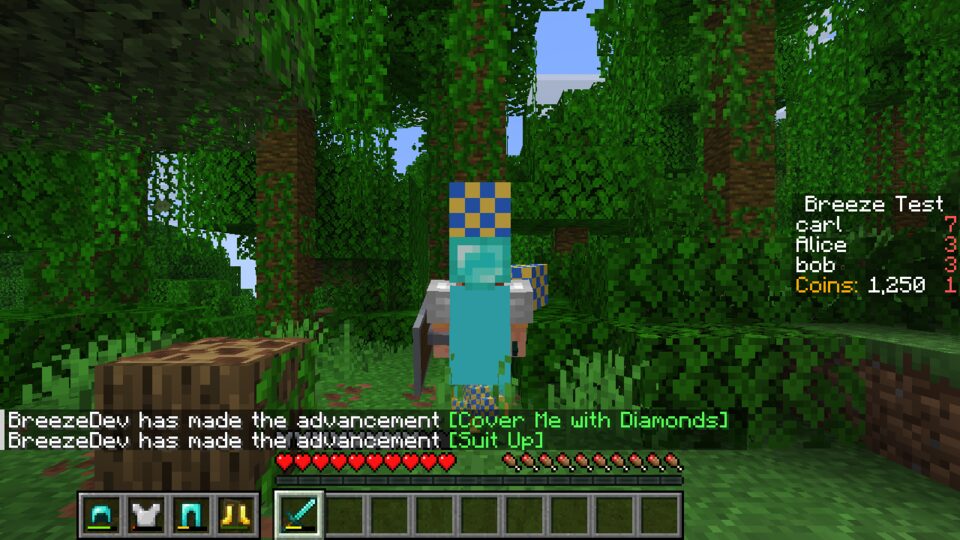 Breeze Test
carl 7
Alice 3
bob 3
Coins: 1,250 1
BreezeDev has made the advancement [Cover Me with Diamonds]
BreezeDev has made the advancement [Suit Up]